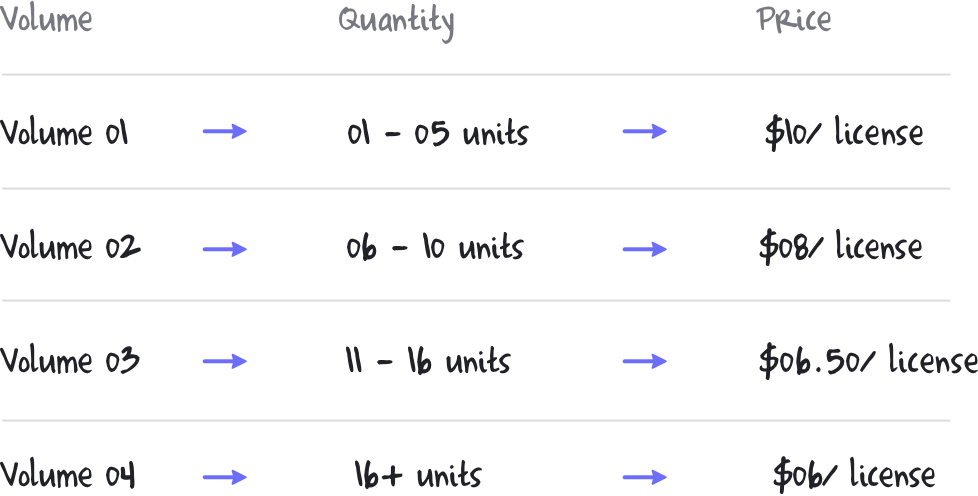 Volume Quantity Price
Volume 01 01 - 05 units $10/ license
Volume 02 06 - 10 units $08/ license
Volume 03 11 - 16 units $06.50/ license
Volume 04 16+ units $06/ license